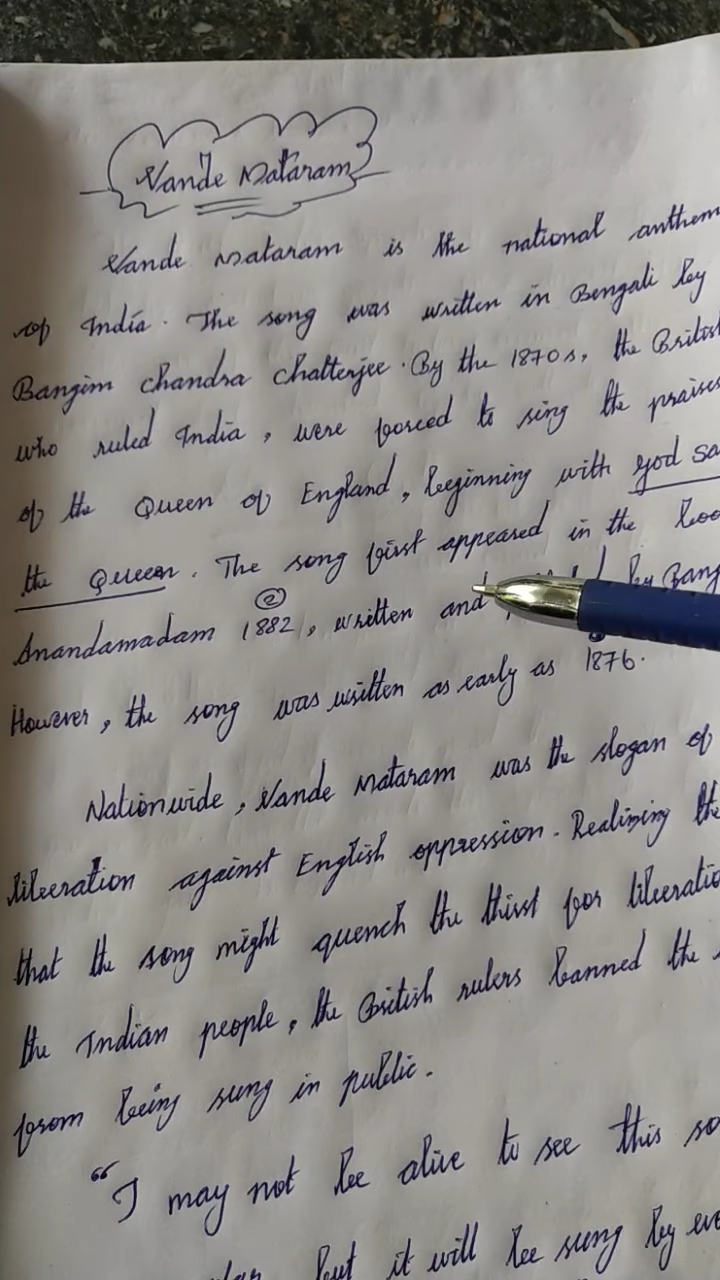 Vande Mataram
Vande Mataram is the national anthem
of India. The song was written in Bengali by
Bangim chandra chatterjee. By the 1870s, the British
who ruled India, were forced to sing the praises
of the Queen of England, beginning with god sa
the Queen. The song first appeared in the boo
Anandamadam 1882, written and by Bang
However, the song was written as early as 1876.
Nationwide, Vande Mataram was the slogan of
liberation against English oppression. Realizing the
that the song might quench the thirst for liberatio
the Indian people, the British rulers banned the
from being sung in public.
"I may not be alive to see this so
but it will be sung by eve